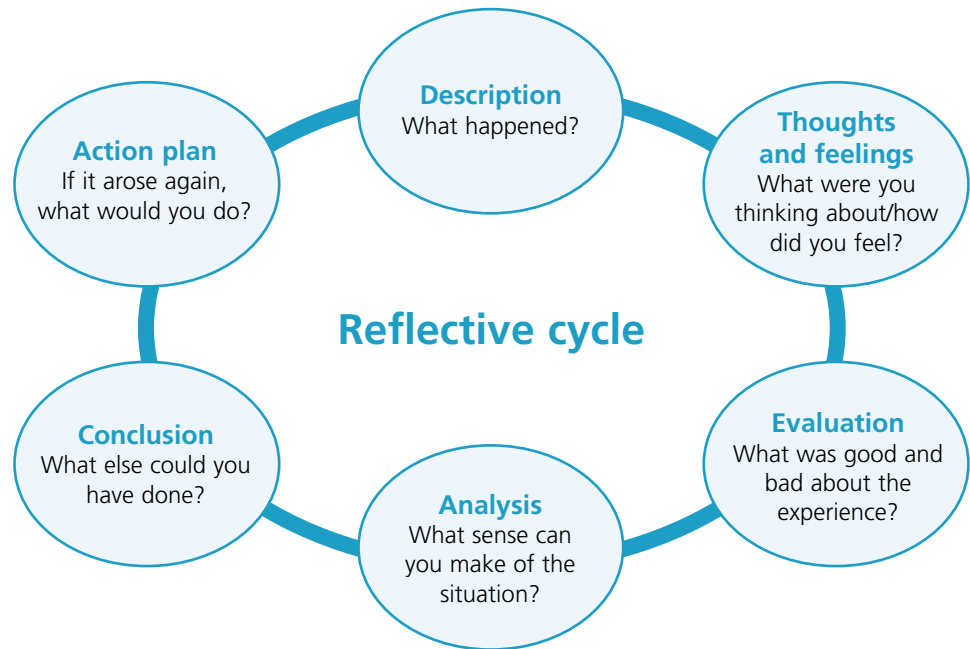 Description
What happened?
Thoughts
and feelings
What were you
thinking about/how
did you feel?
Evaluation
What was good and
bad about the
experience?
Analysis
What sense can
you make of the
situation?
Conclusion
What else could you
have done?
Action plan
If it arose again,
what would you do?
Reflective cycle